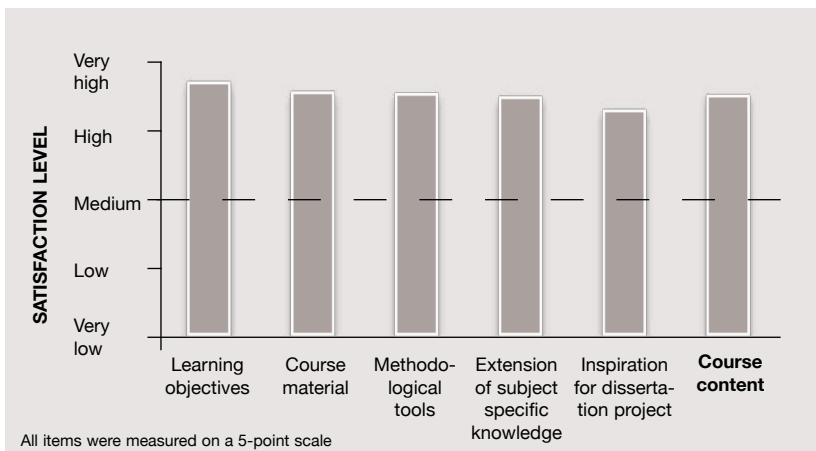 SATISFACTION LEVEL
Very
high
High
Medium
Low
Very
low
Learning
objectives
Course
material
Methodo-
logical
tools
Extension
of subject
specific
knowledge
Inspiration
for disserta-
tion project
Course
content
All items were measured on a 5-point scale